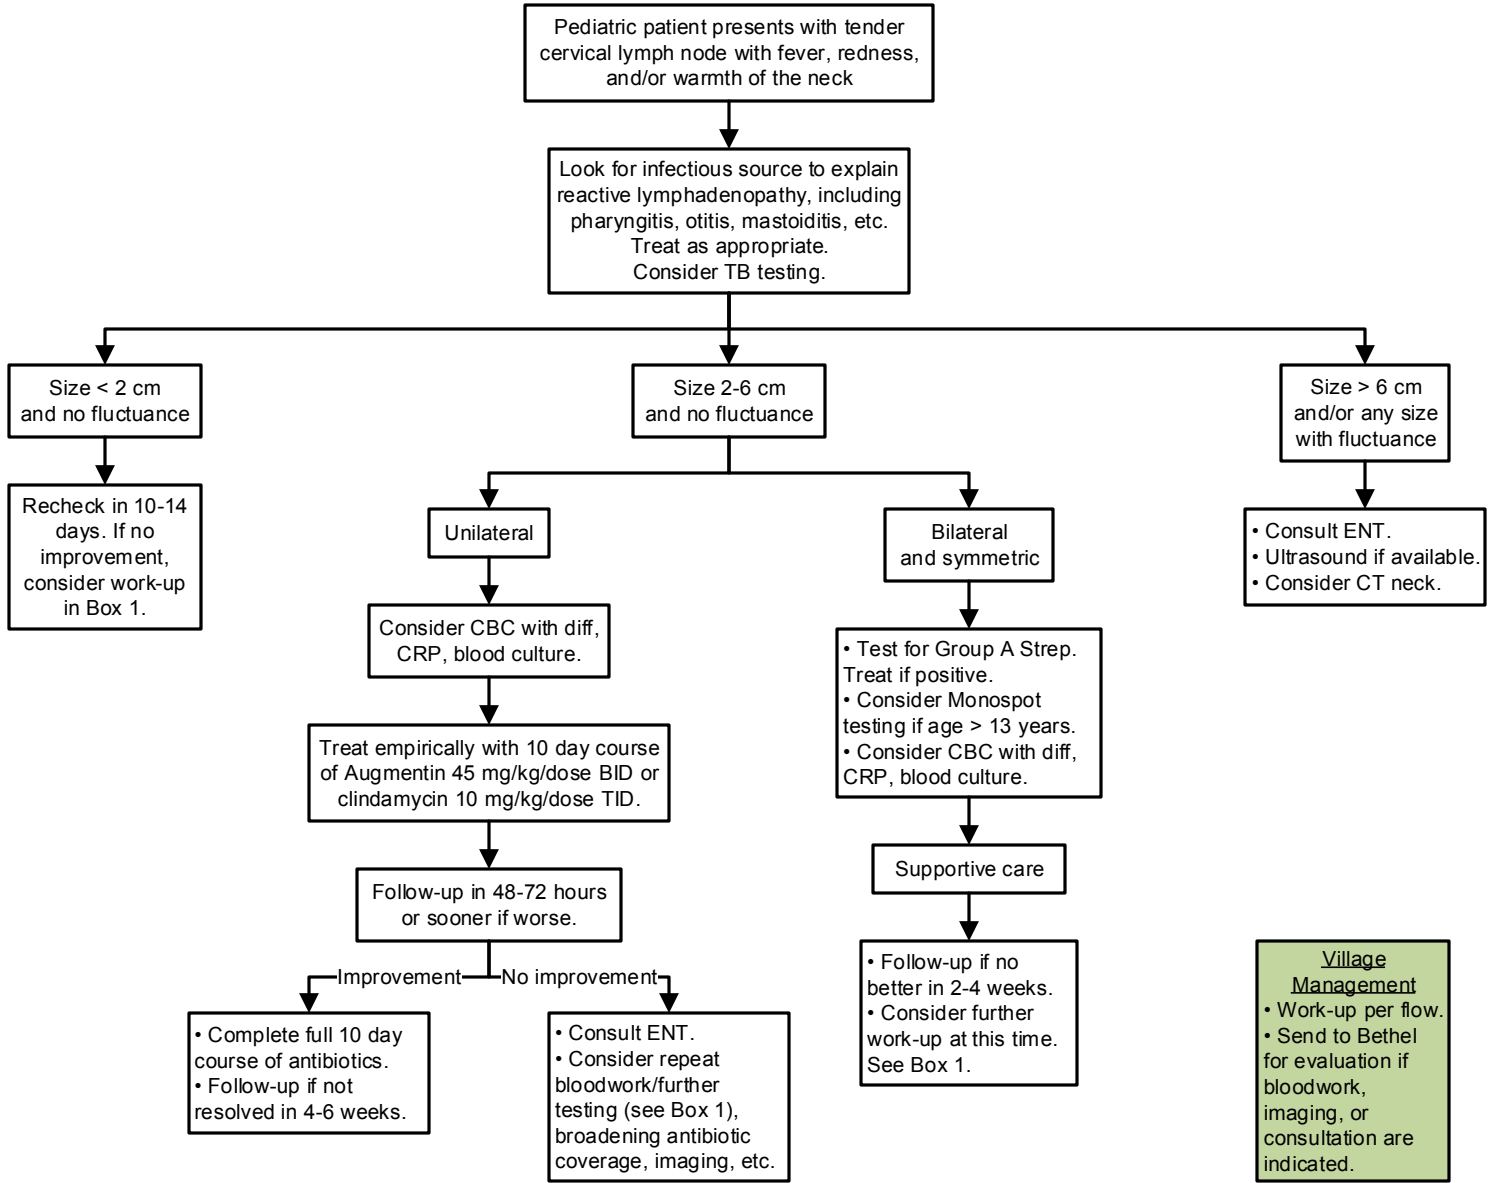 Pediatric patient presents with tender
cervical lymph node with fever, redness,
and/or warmth of the neck
Look for infectious source to explain
reactive lymphadenopathy, including
pharyngitis, otitis, mastoiditis, etc.
Treat as appropriate.
Consider TB testing.
Size < 2 cm
and no fluctuance
Recheck in 10-14
days. If no
improvement,
consider work-up
in Box 1.
Size 2-6 cm
and no fluctuance
Unilateral
Consider CBC with diff,
CRP, blood culture.
Treat empirically with 10 day course
of Augmentin 45 mg/kg/dose BID or
clindamycin 10 mg/kg/dose TID.
Follow-up in 48-72 hours
or sooner if worse.
Improvement
• Complete full 10 day
course of antibiotics.
• Follow-up if not
resolved in 4-6 weeks.
No improvement
• Consult ENT.
• Consider repeat
bloodwork/further
testing (see Box 1),
broadening antibiotic
coverage, imaging, etc.
Bilateral
and symmetric
• Test for Group A Strep.
Treat if positive.
• Consider Monospot
testing if age > 13 years.
• Consider CBC with diff,
CRP, blood culture.
Supportive care
• Follow-up if no
better in 2-4 weeks.
• Consider further
work-up at this time.
See Box 1.
Size > 6 cm
and/or any size
with fluctuance
• Consult ENT.
• Ultrasound if available.
• Consider CT neck.
Village
Management
• Work-up per flow.
• Send to Bethel
for evaluation if
bloodwork,
imaging, or
consultation are
indicated.